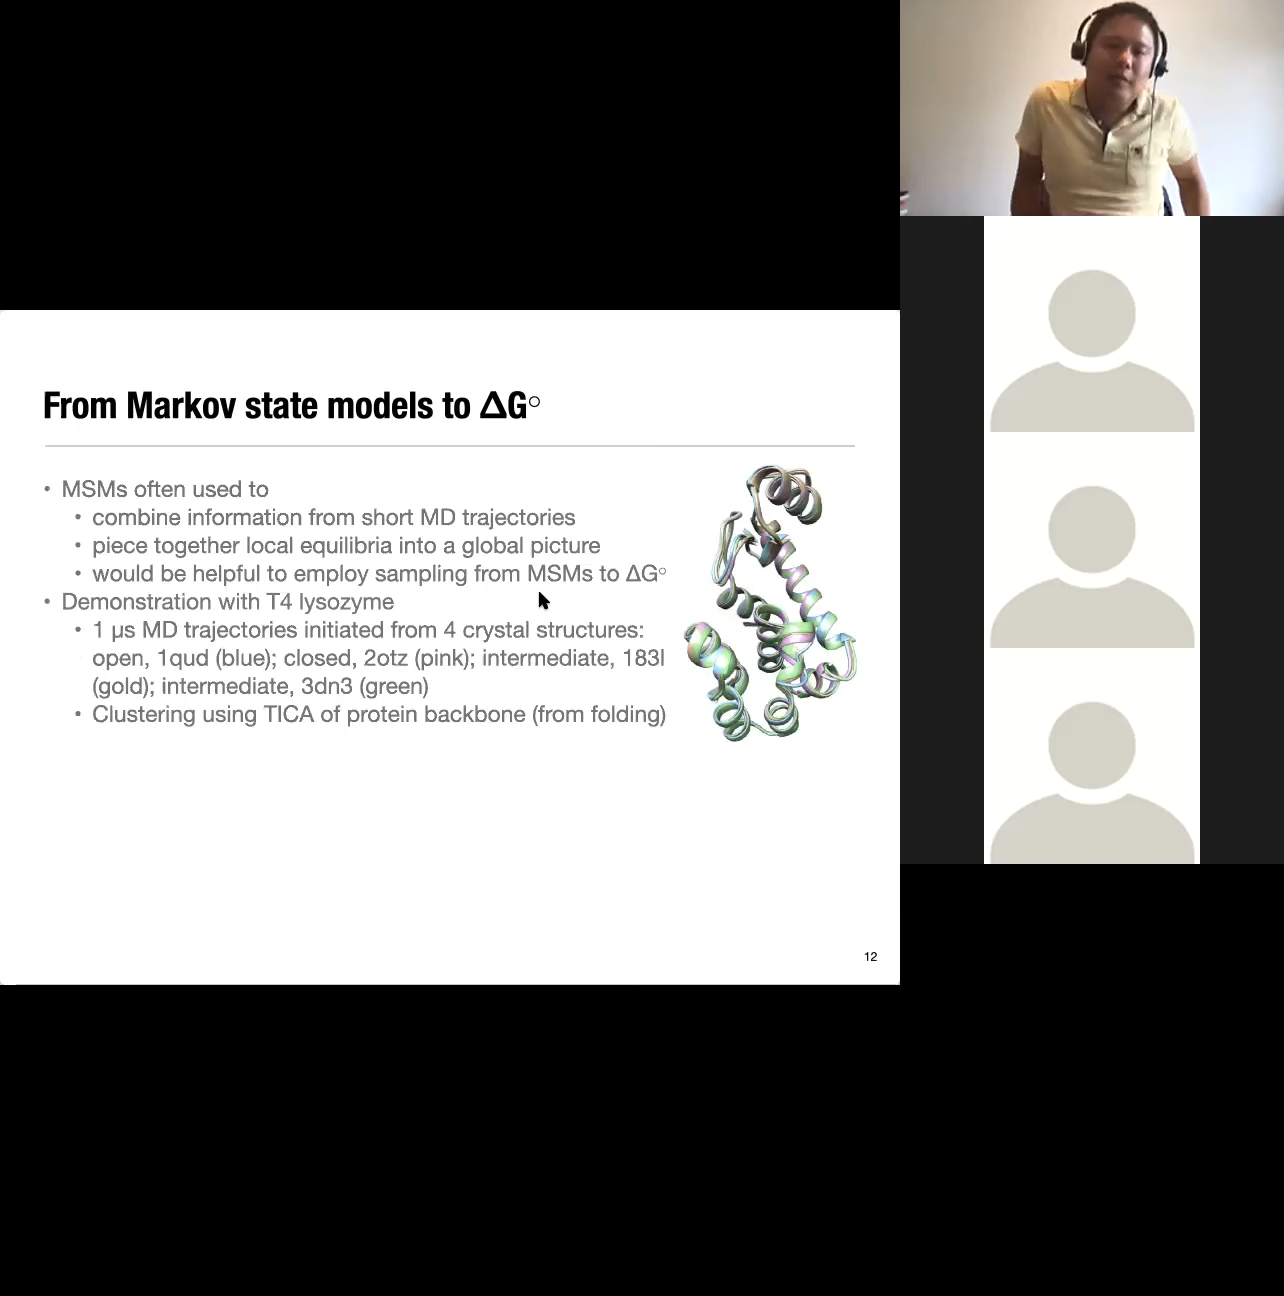 From Markov state models to ΔG○
• MSMs often used to
• combine information from short MD trajectories
• piece together local equilibria into a global picture
• would be helpful to employ sampling from MSMs to ΔG○
• Demonstration with T4 lysozyme
• 1 μs MD trajectories initiated from 4 crystal structures:
open, 1qud (blue); closed, 2otz (pink); intermediate, 183l
(gold); intermediate, 3dn3 (green)
• Clustering using TICA of protein backbone (from folding)
12